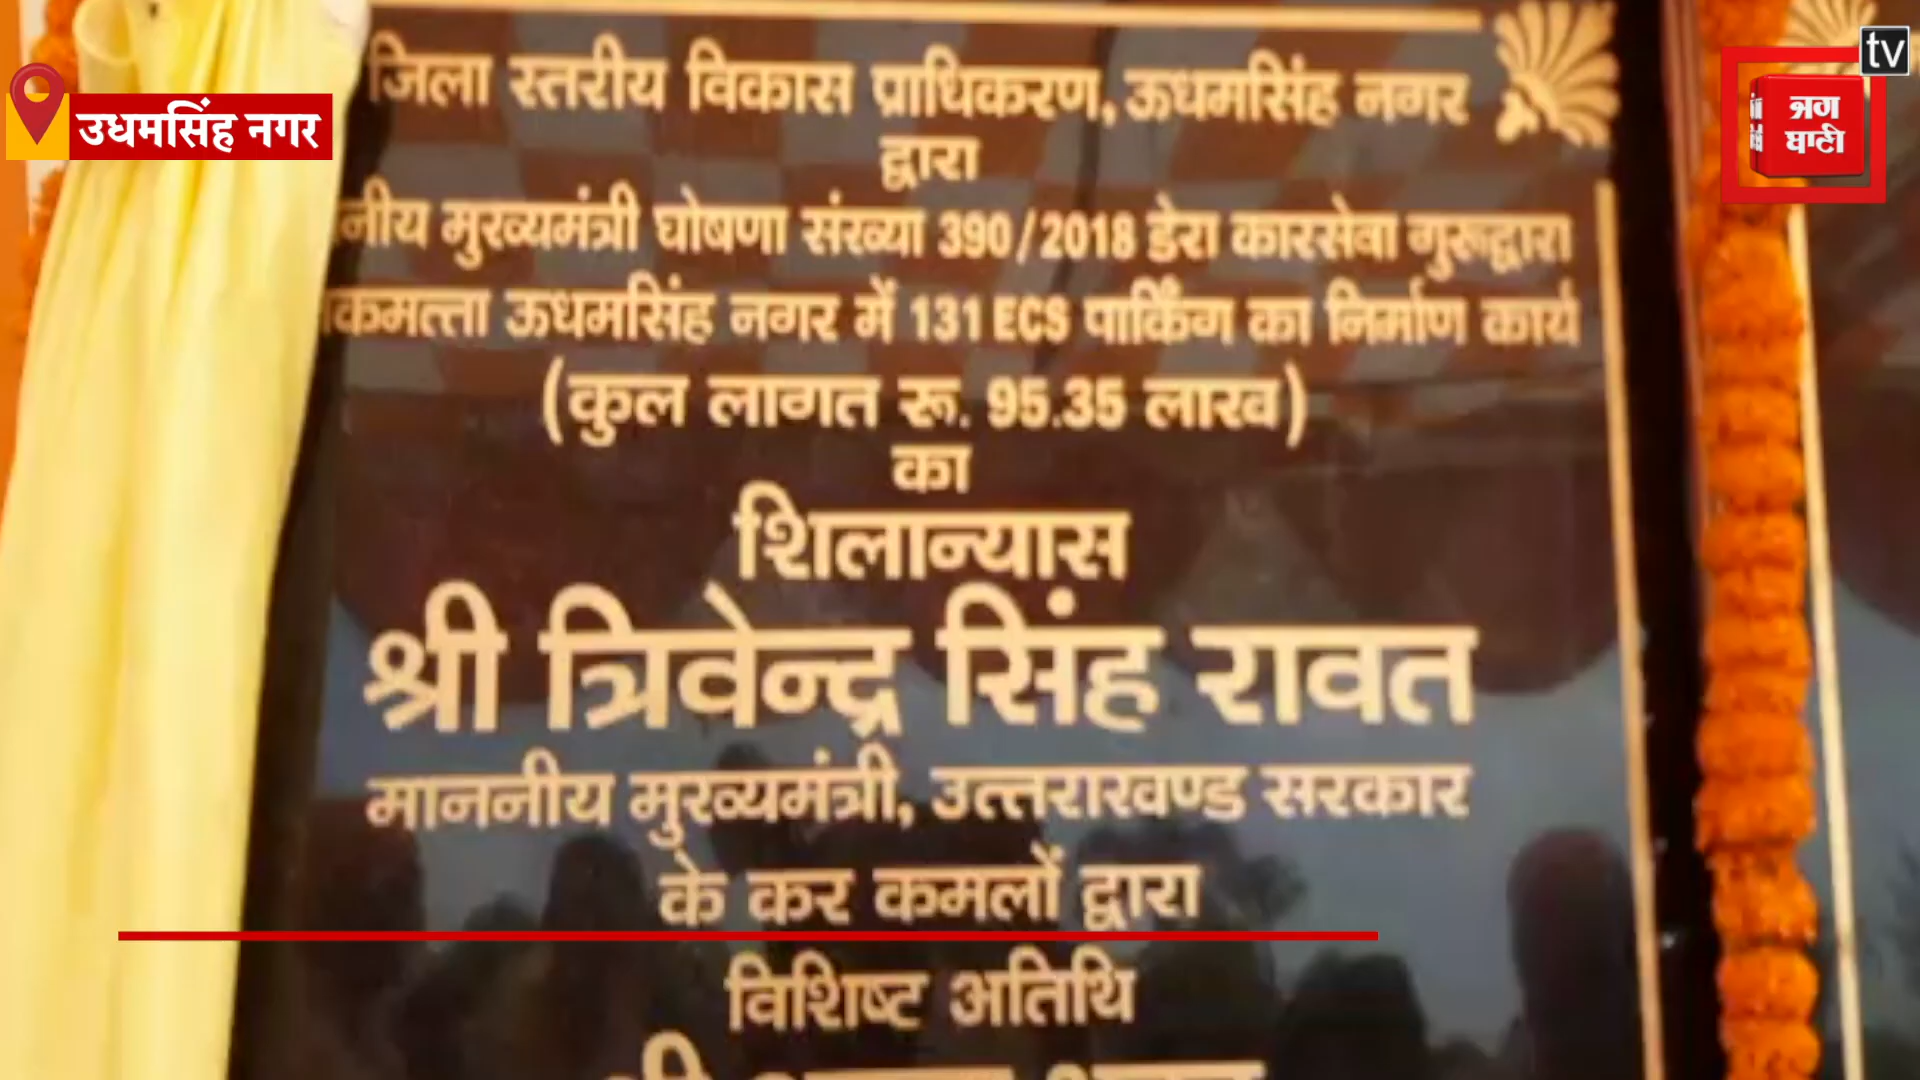 जिला स्तरीय विकास प्राधिकरण, ऊधमसिंह नगर
द्वारा
मुख्यमंत्री घोषणा संख्या 390/2018 डेरा कारसेवा गुरूद्वारा
ऊधमसिंह नगर में 131 ECS पार्किंग का निर्माण कार्य
(कुल लागत रू. 95.35 लाख)
का
शिलान्यास
श्री त्रिवेन्द्र सिंह रावत
माननीय मुख्यमंत्री, उत्तराखण्ड सरकार
के कर कमलों द्वारा
विशिष्ट अतिथि
उधमसिंह नगर
tv